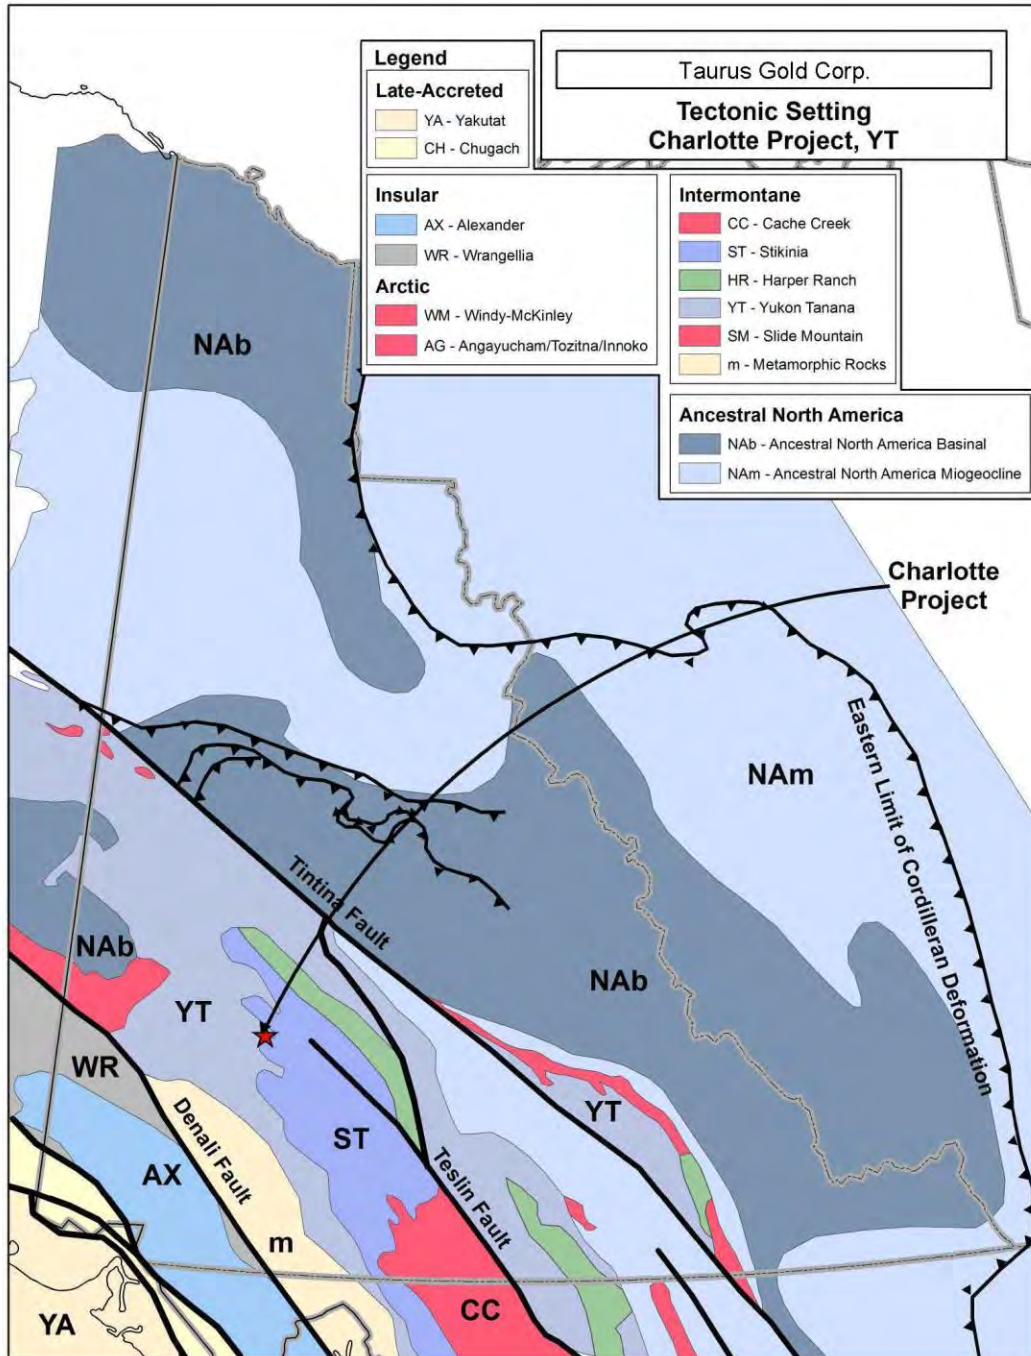 Taurus Gold Corp.
Tectonic Setting
Charlotte Project, YT
Legend
Late-Accreted
YA - Yakutat
CH - Chugach
Insular
AX - Alexander
WR - Wrangellia
Arctic
WM - Windy-McKinley
AG - Angayucham/Tozitna/Innoko
Intermontane
CC - Cache Creek
ST - Stikinia
HR - Harper Ranch
YT - Yukon Tanana
SM - Slide Mountain
m - Metamorphic Rocks
Ancestral North America
NAb - Ancestral North America Basinal
NAm - Ancestral North America Miogeocline
NAb
Charlotte
Project
NAm
Eastern Limit of Cordilleran Deformation
Tintina Fault
NAb
NAb
YT
WR
YT
ST
Denali Fault
AX
Teslin Fault
m
CC
YA